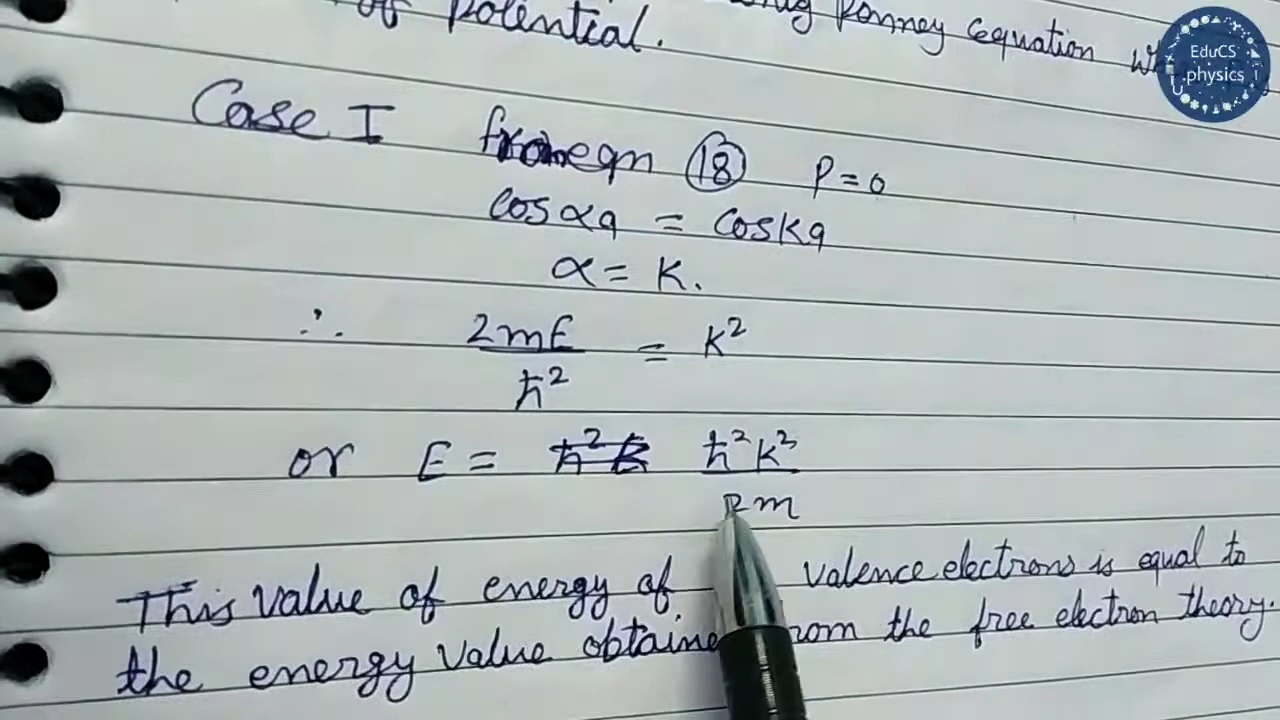 of Potential.
Penney Equation
EduCS
physics
Case I from eqn 18 P = 0
cos αa = cos Ka
α = K.
∴ 2mE / ħ² = K²
or E = ħ²K² / 2m
This value of energy of valence electrons is equal to
the energy value obtaine rom the free electron theory.